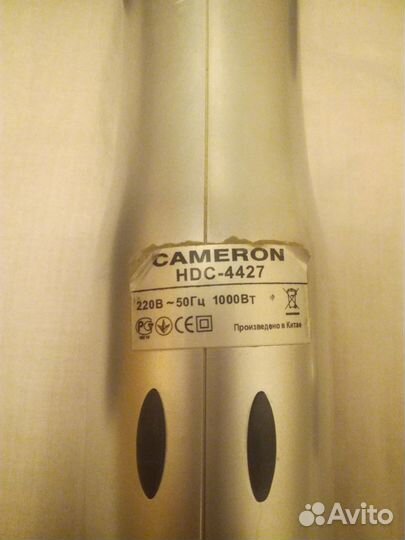 CAMERON
HDC-4427
220В ~ 50Гц 1000Вт
Произведено в Китае
Avito